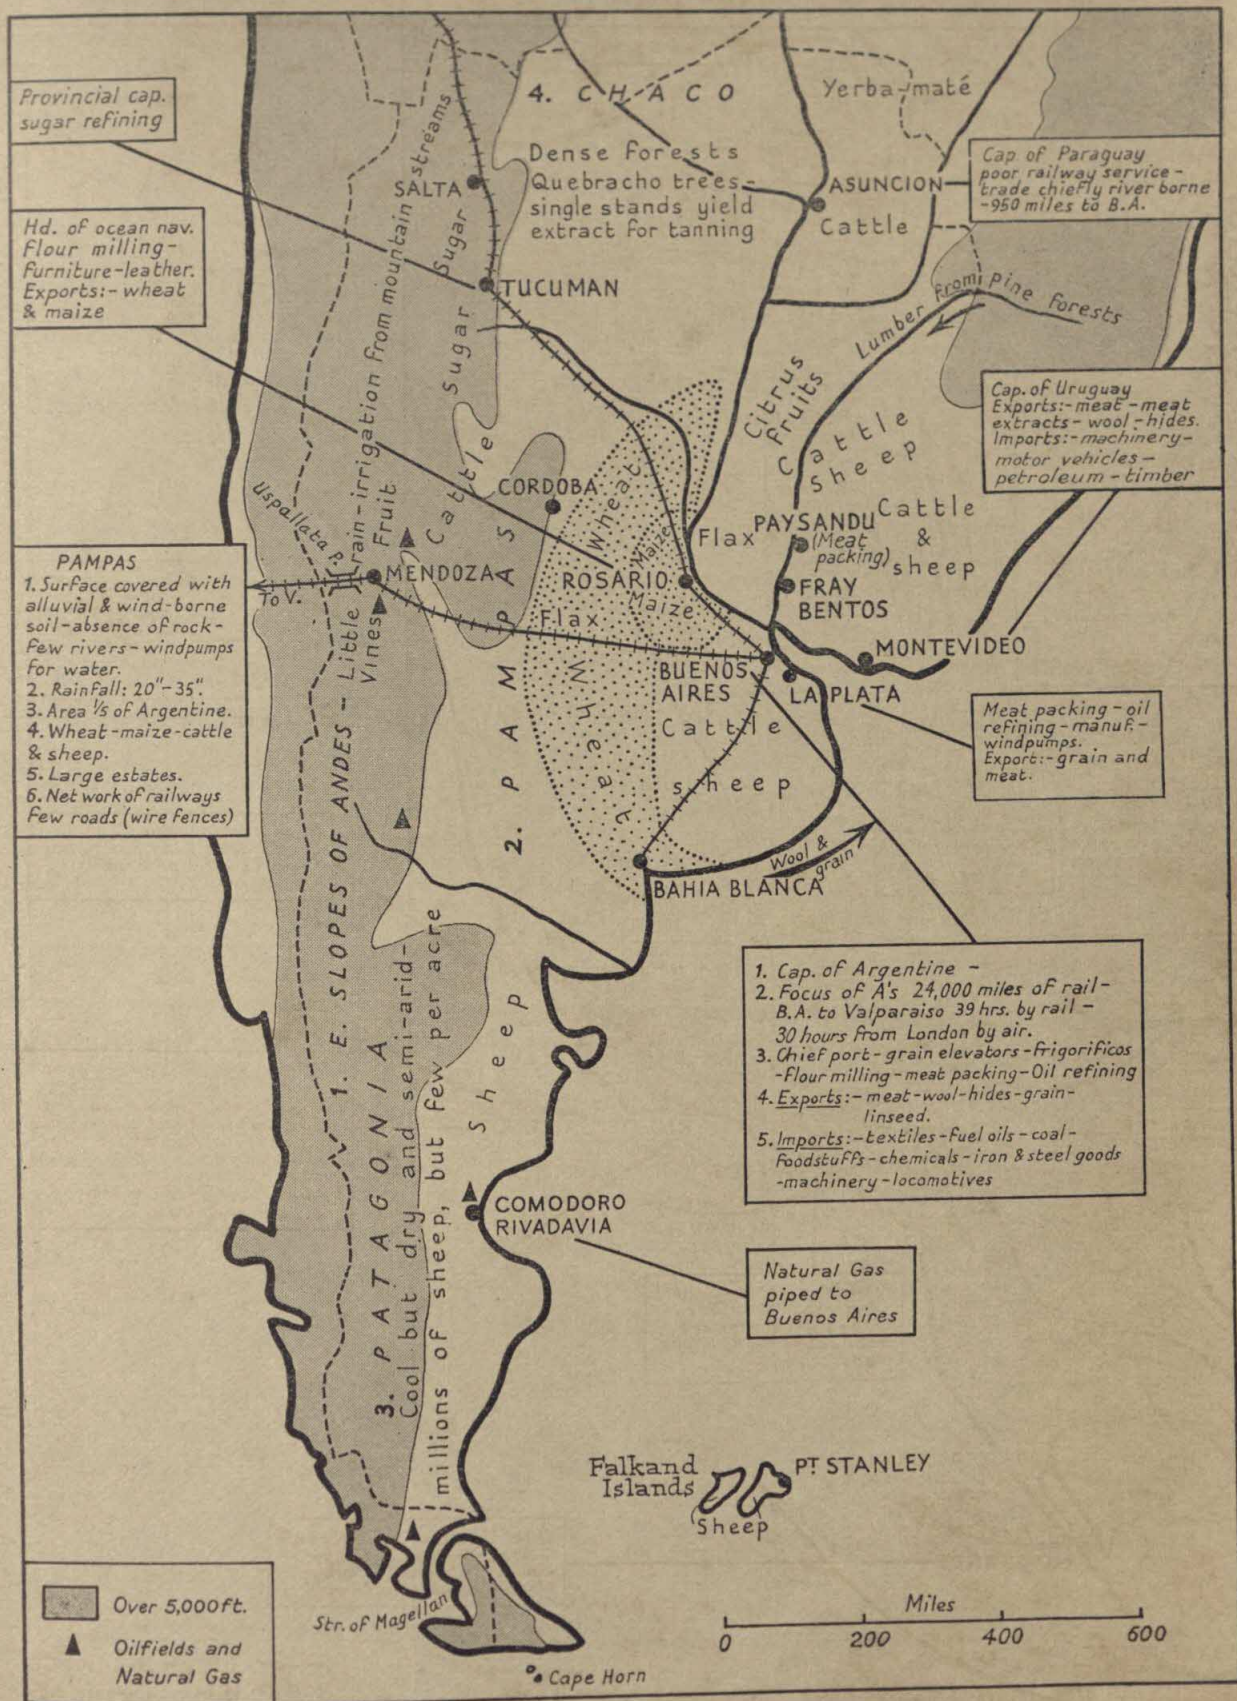 Provincial cap.
sugar refining
Hd. of ocean nav.
Flour milling-
furniture-leather.
Exports:- wheat
& maize
4. CHACO
Dense forests
Quebracho trees-
single stands yield
extract for tanning
Yerba-maté
Cap. of Paraguay
poor railway service-
trade chiefly river borne
-950 miles to B.A.
SALTA
ASUNCION
Cattle
Sugar
Sugar
TUCUMAN
Lumber from pine forests
Citrus
fruits
Cattle
Sheep
Cap. of Uruguay
Exports:-meat-meat
extracts-wool-hides.
Imports:-machinery-
motor vehicles-
petroleum-timber
Cattle
CORDOBA
Wheat
Maize
Flax
PAYSANDU
(Meat
packing)
Cattle
&
sheep
Uspallata P.
To V.
MENDOZA
ROSARIO
Maize
FRAY
BENTOS
MONTEVIDEO
Flax
BUENOS
AIRES
LA PLATA
Wheat
Cattle
sheep
PAMPAS
1. Surface covered with
alluvial & wind-borne
soil-absence of rock-
few rivers-windpumps
for water.
2. Rainfall: 20"-35".
3. Area 1/5 of Argentine.
4. Wheat-maize-cattle
& sheep.
5. Large estates.
6. Net work of railways
Few roads (wire fences)
Meat packing-oil
refining-manuf.-
windpumps.
Export:-grain and
meat.
1. E. SLOPES OF ANDES - Little rain-irrigation from mountain streams
Vines
Fruit
2. PAMPAS
Wool &
grain
BAHIA BLANCA
1. Cap. of Argentine -
2. Focus of A's 24,000 miles of rail-
B.A. to Valparaiso 39 hrs. by rail -
30 hours from London by air.
3. Chief port-grain elevators-frigorificos
-flour milling-meat packing-Oil refining
4. Exports:- meat-wool-hides-grain-
linseed.
5. Imports:-textiles-fuel oils-coal-
foodstuffs-chemicals-iron & steel goods
-machinery-locomotives
3. PATAGONIA
Cool but dry and semi-arid-
millions of sheep, but few per acre
Sheep
COMODORO
RIVADAVIA
Natural Gas
piped to
Buenos Aires
Falkand
Islands
PT. STANLEY
Sheep
Str. of Magellan
Cape Horn
Over 5,000ft.
Oilfields and
Natural Gas
Miles
0 200 400 600